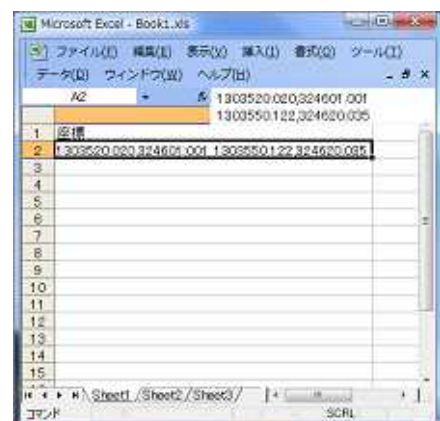 Microsoft Excel - Book1.xls
ファイル(F) 編集(E) 表示(V) 挿入(I) 書式(O) ツール(T)
データ(D) ウィンドウ(W) ヘルプ(H)
A2 fx 1303520.020,324601.001
1303550.122,324620.035
1 座標
2 1303520.020,324601.001 1303550.122,324620.035
3
4
5
6
7
8
9
10
11
12
13
14
15
Sheet1 / Sheet2 / Sheet3 /
コマンド SCRL